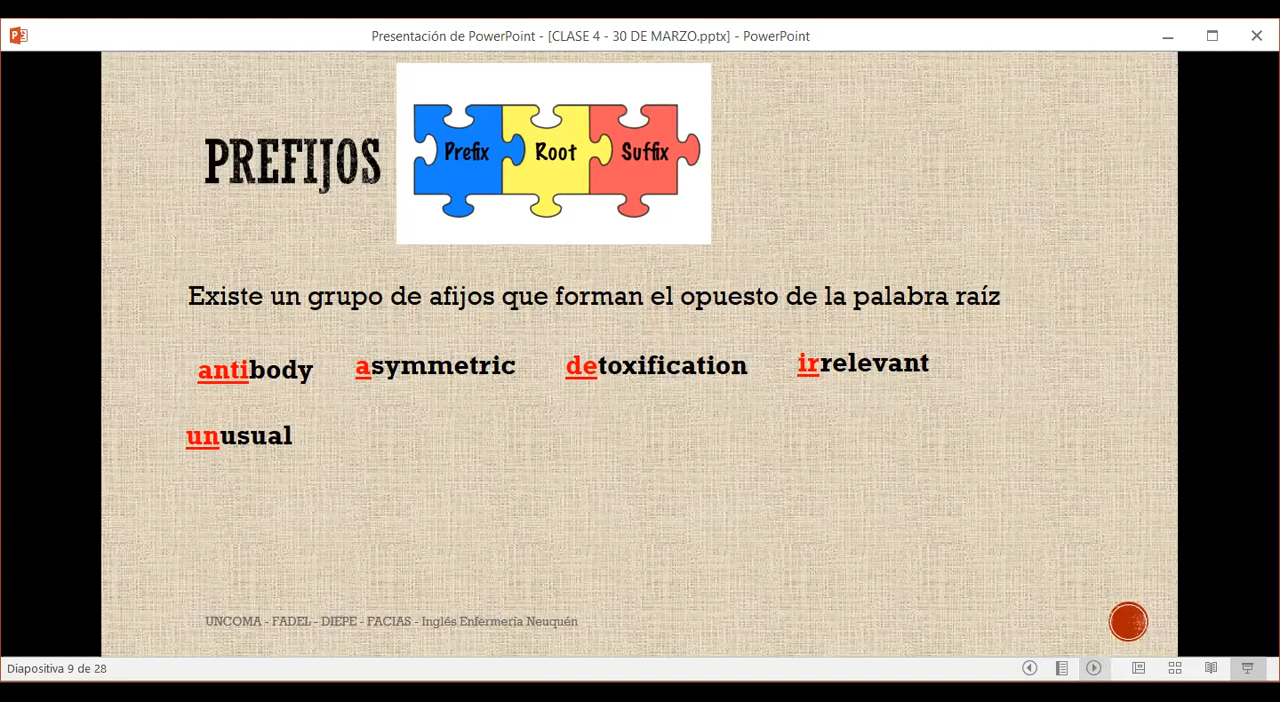 Presentación de PowerPoint - [CLASE 4 - 30 DE MARZO.pptx] - PowerPoint
PREFIJOS
Prefix Root Suffix
Existe un grupo de afijos que forman el opuesto de la palabra raíz
antibody asymmetric detoxification irrelevant
unusual
UNCOMA - FADEL - DIEPE - FACIAS - Inglés Enfermería Neuquén
Diapositiva 9 de 28